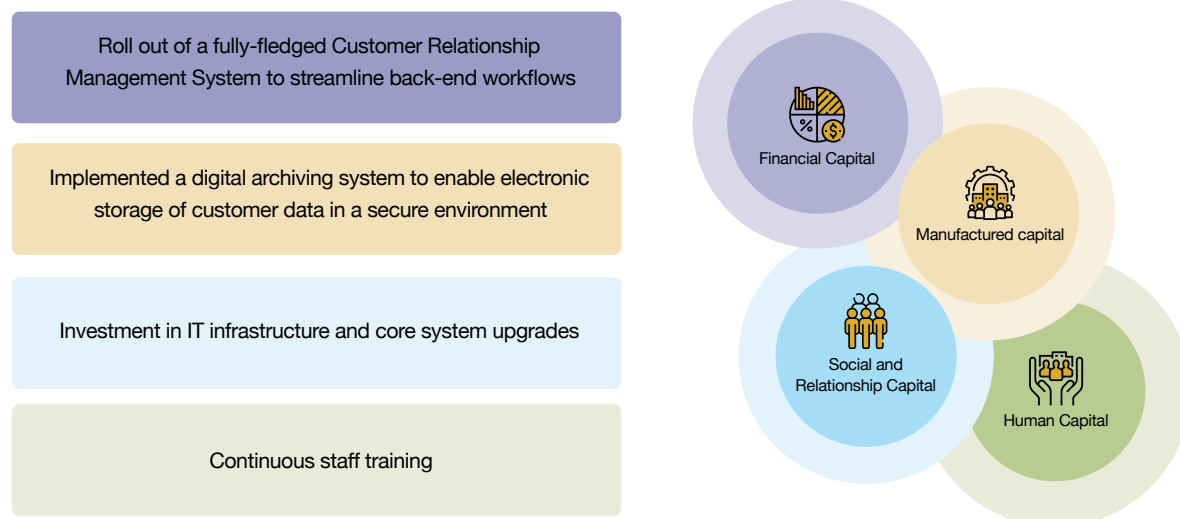 Roll out of a fully-fledged Customer Relationship
Management System to streamline back-end workflows
Implemented a digital archiving system to enable electronic
storage of customer data in a secure environment
Investment in IT infrastructure and core system upgrades
Continuous staff training
%
$
Financial Capital
Manufactured capital
Social and
Relationship Capital
Human Capital